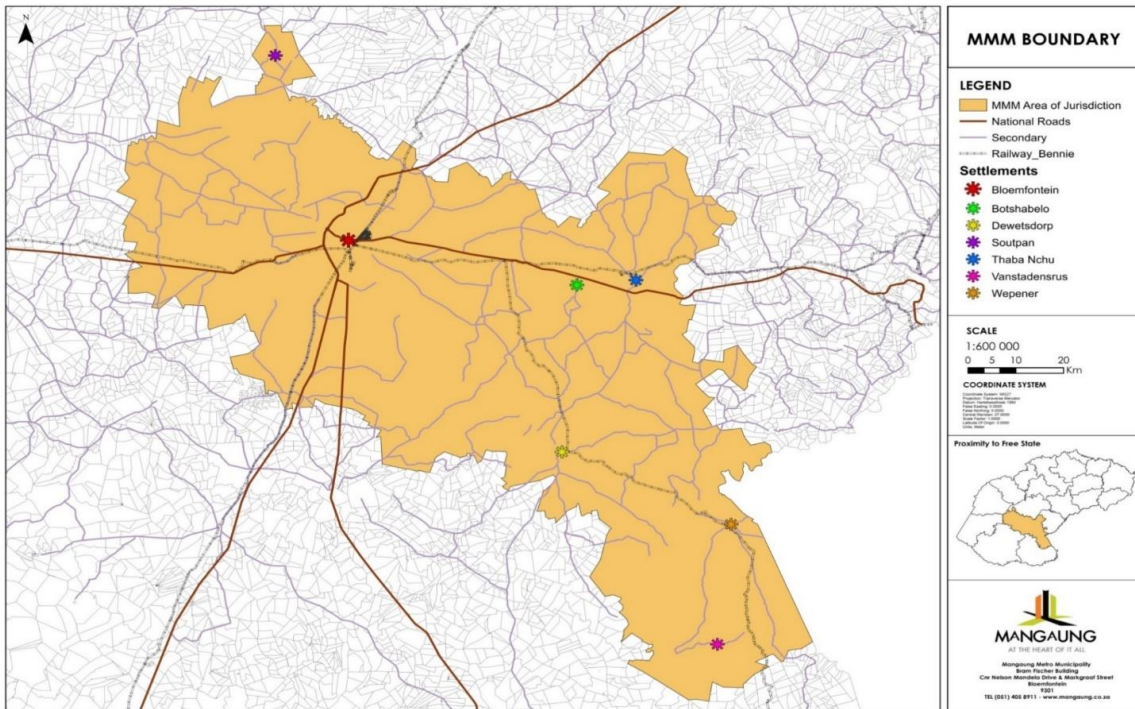 N
MMM BOUNDARY
LEGEND
MMM Area of Jurisdiction
National Roads
Secondary
Railway_Bennie
Settlements
Bloemfontein
Botshabelo
Dewetsdorp
Soutpan
Thaba Nchu
Vanstadensrus
Wepener
SCALE
1:600 000
0 5 10 20
Km
COORDINATE SYSTEM
Proximity to Free State
MANGAUNG
AT THE HEART OF IT ALL
Mangaung Metro Municipality
Bram Fischer Building
Cnr Nelson Mandela Drive & Markgraaf Street
Bloemfontein
9301
TEL (051) 405 8911 - www.mangaung.co.za